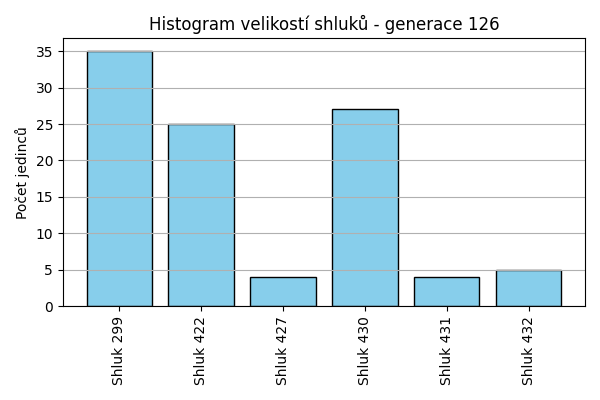 Histogram velikostí shluků - generace 126
Počet jedinců
35
30
25
20
15
10
5
0
Shluk 299
Shluk 422
Shluk 427
Shluk 430
Shluk 431
Shluk 432